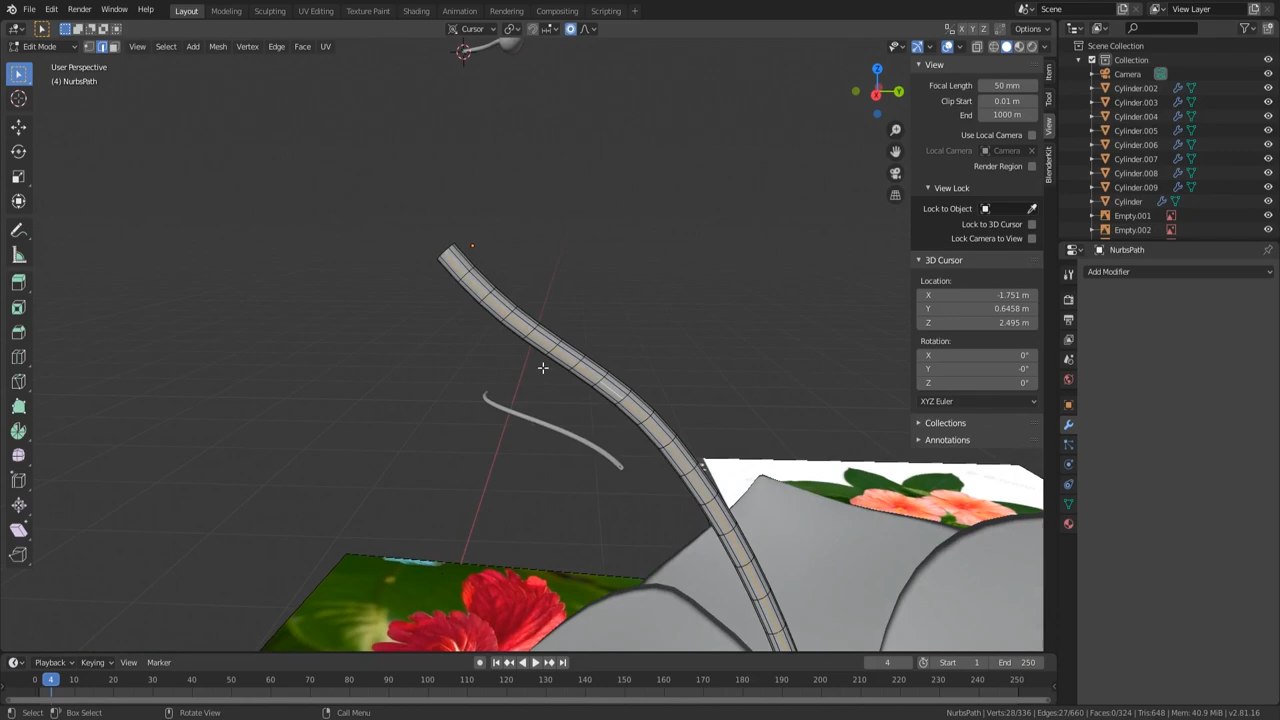 File Edit Render Window Help Layout Modeling Sculpting UV Editing Texture Paint Shading Animation Rendering Compositing Scripting + Scene View Layer
Cursor X Y Z Options
Edit Mode View Select Add Mesh Vertex Edge Face UV
User Perspective
(4) NurbsPath
Z
Y
X
View
Focal Length 50 mm
Clip Start 0.01 m
End 1000 m
Use Local Camera
Local Camera Camera
Render Region
View Lock
Lock to Object
Lock to 3D Cursor
Lock Camera to View
3D Cursor
Location:
X -1.751 m
Y 0.6458 m
Z 2.495 m
Rotation:
X 0°
Y -0°
Z 0°
XYZ Euler
Collections
Annotations
Item
Tool
View
BlenderKit
Scene Collection
Collection
Camera
Cylinder.002
Cylinder.003
Cylinder.004
Cylinder.005
Cylinder.006
Cylinder.007
Cylinder.008
Cylinder.009
Cylinder
Empty.001
Empty.002
NurbsPath
Add Modifier
Playback Keying View Marker 4 Start 1 End 250
0 4 10 20 30 40 50 60 70 80 90 100 110 120 130 140 150 160 170 180 190 200 210 220 230 240 250
Select Box Select Rotate View Call Menu NurbsPath | Verts:28/336 | Edges:27/660 | Faces:0/324 | Tris:648 | Mem: 40.9 MiB | v2.81.16